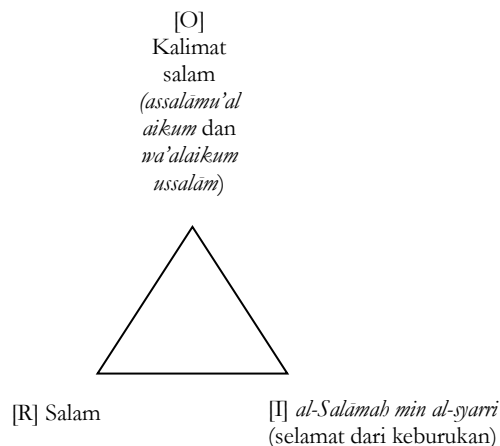 [O]
Kalimat
salam
(assalāmu’al
aikum dan
wa’alaikum
ussalām)
[R] Salam
[I] al-Salāmah min al-syarri
(selamat dari keburukan)